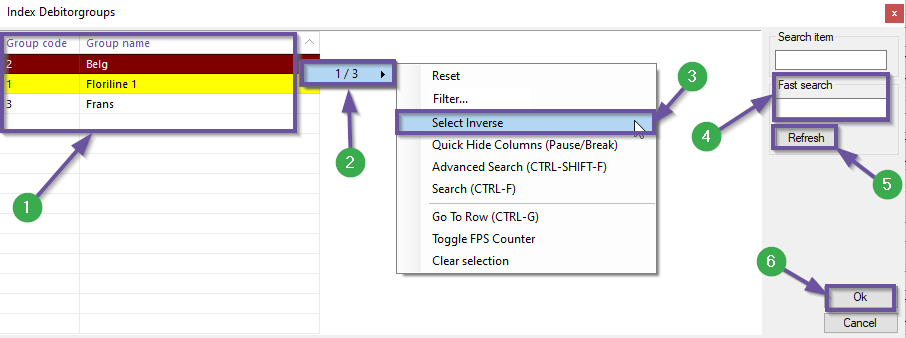 Index Debitorgroups
x
Group code Group name
2 Belg
1 Floriline 1
3 Frans
1
1 / 3
2
Reset
Filter...
Select Inverse
Quick Hide Columns (Pause/Break)
Advanced Search (CTRL-SHIFT-F)
Search (CTRL-F)
Go To Row (CTRL-G)
Toggle FPS Counter
Clear selection
3
Search item
Fast search
4
Refresh
5
6
Ok
Cancel